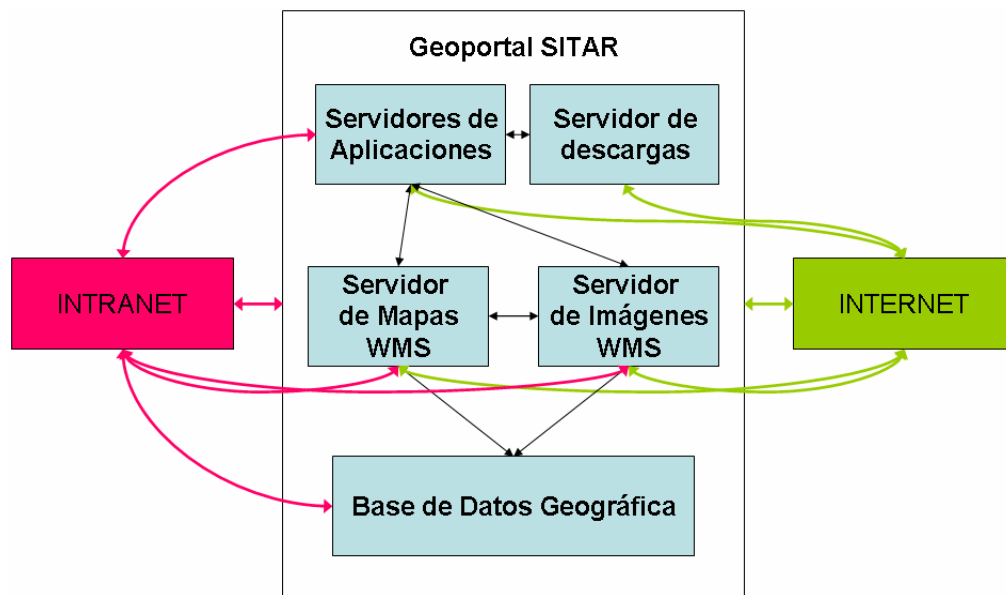 Geoportal SITAR
Servidores de
Aplicaciones
Servidor de
descargas
INTRANET
Servidor
de Mapas
WMS
Servidor
de Imágenes
WMS
INTERNET
Base de Datos Geográfica